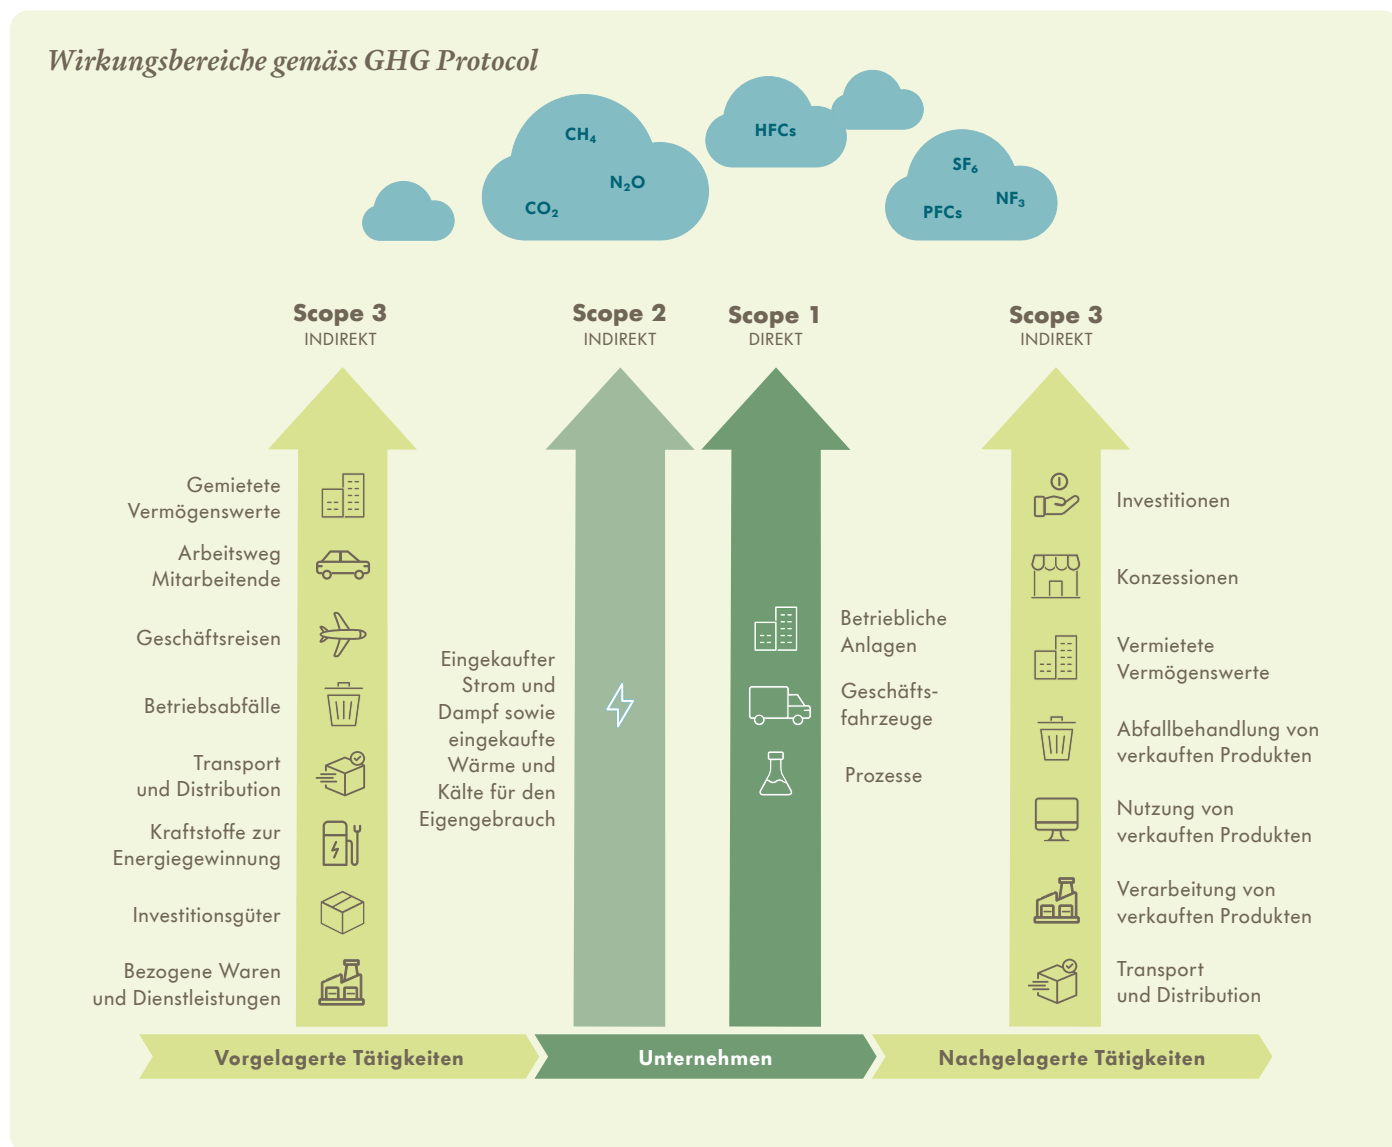 Wirkungsbereiche gemäss GHG Protocol
CH₄
N₂O
CO₂
HFCs
SF₆
NF₃
PFCs
Scope 3
INDIREKT
Scope 2
INDIREKT
Scope 1
DIREKT
Scope 3
INDIREKT
Gemietete
Vermögenswerte
Arbeitsweg
Mitarbeitende
Geschäftsreisen
Betriebsabfälle
Transport
und Distribution
Kraftstoffe zur
Energiegewinnung
Investitionsgüter
Bezogene Waren
und Dienstleistungen
Eingekaufter
Strom und
Dampf sowie
eingekaufte
Wärme und
Kälte für den
Eigengebrauch
Betriebliche
Anlagen
Geschäfts-
fahrzeuge
Prozesse
Investitionen
Konzessionen
Vermietete
Vermögenswerte
Abfallbehandlung von
verkauften Produkten
Nutzung von
verkauften Produkten
Verarbeitung von
verkauften Produkten
Transport
und Distribution
Vorgelagerte Tätigkeiten
Unternehmen
Nachgelagerte Tätigkeiten